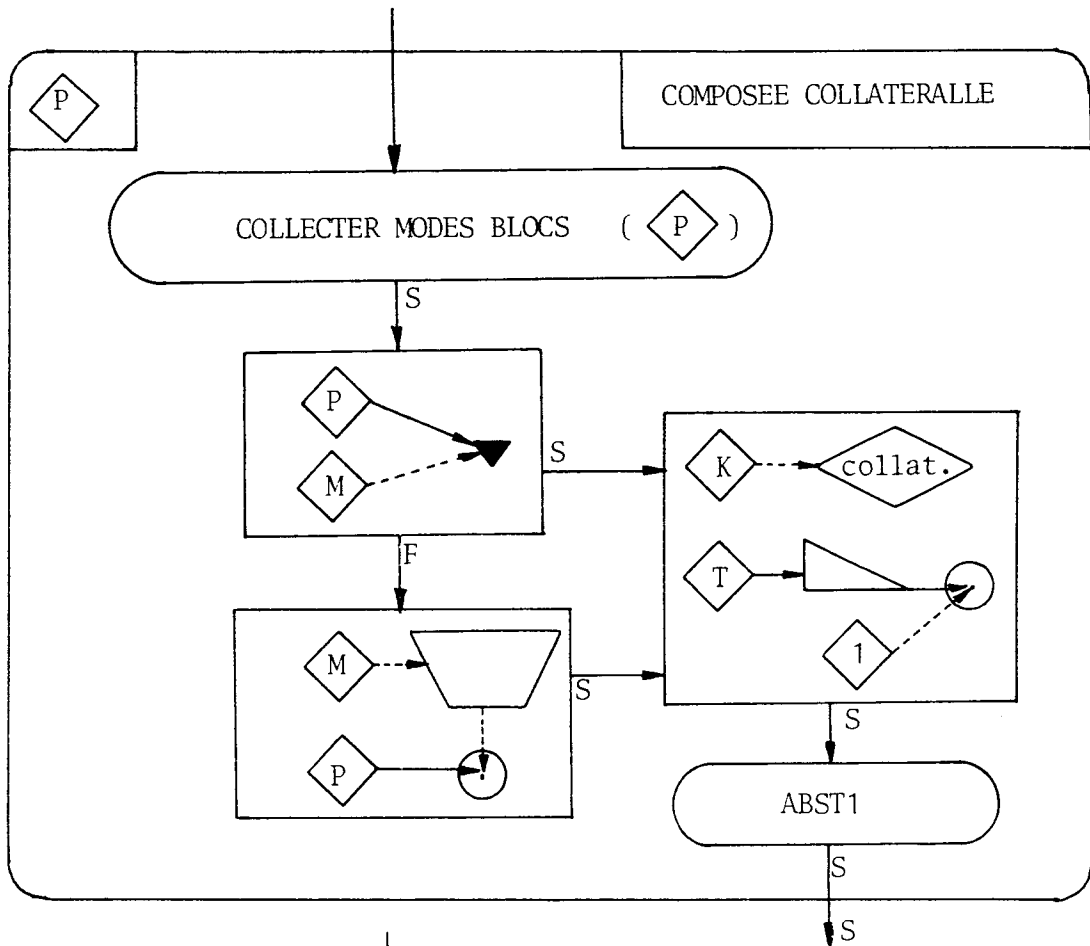 P
COMPOSEE COLLATERALLE
COLLECTER MODES BLOCS ( P )
S
P
M
S
K collat.
T
1
F
M
S
P
S
ABST1
S
S